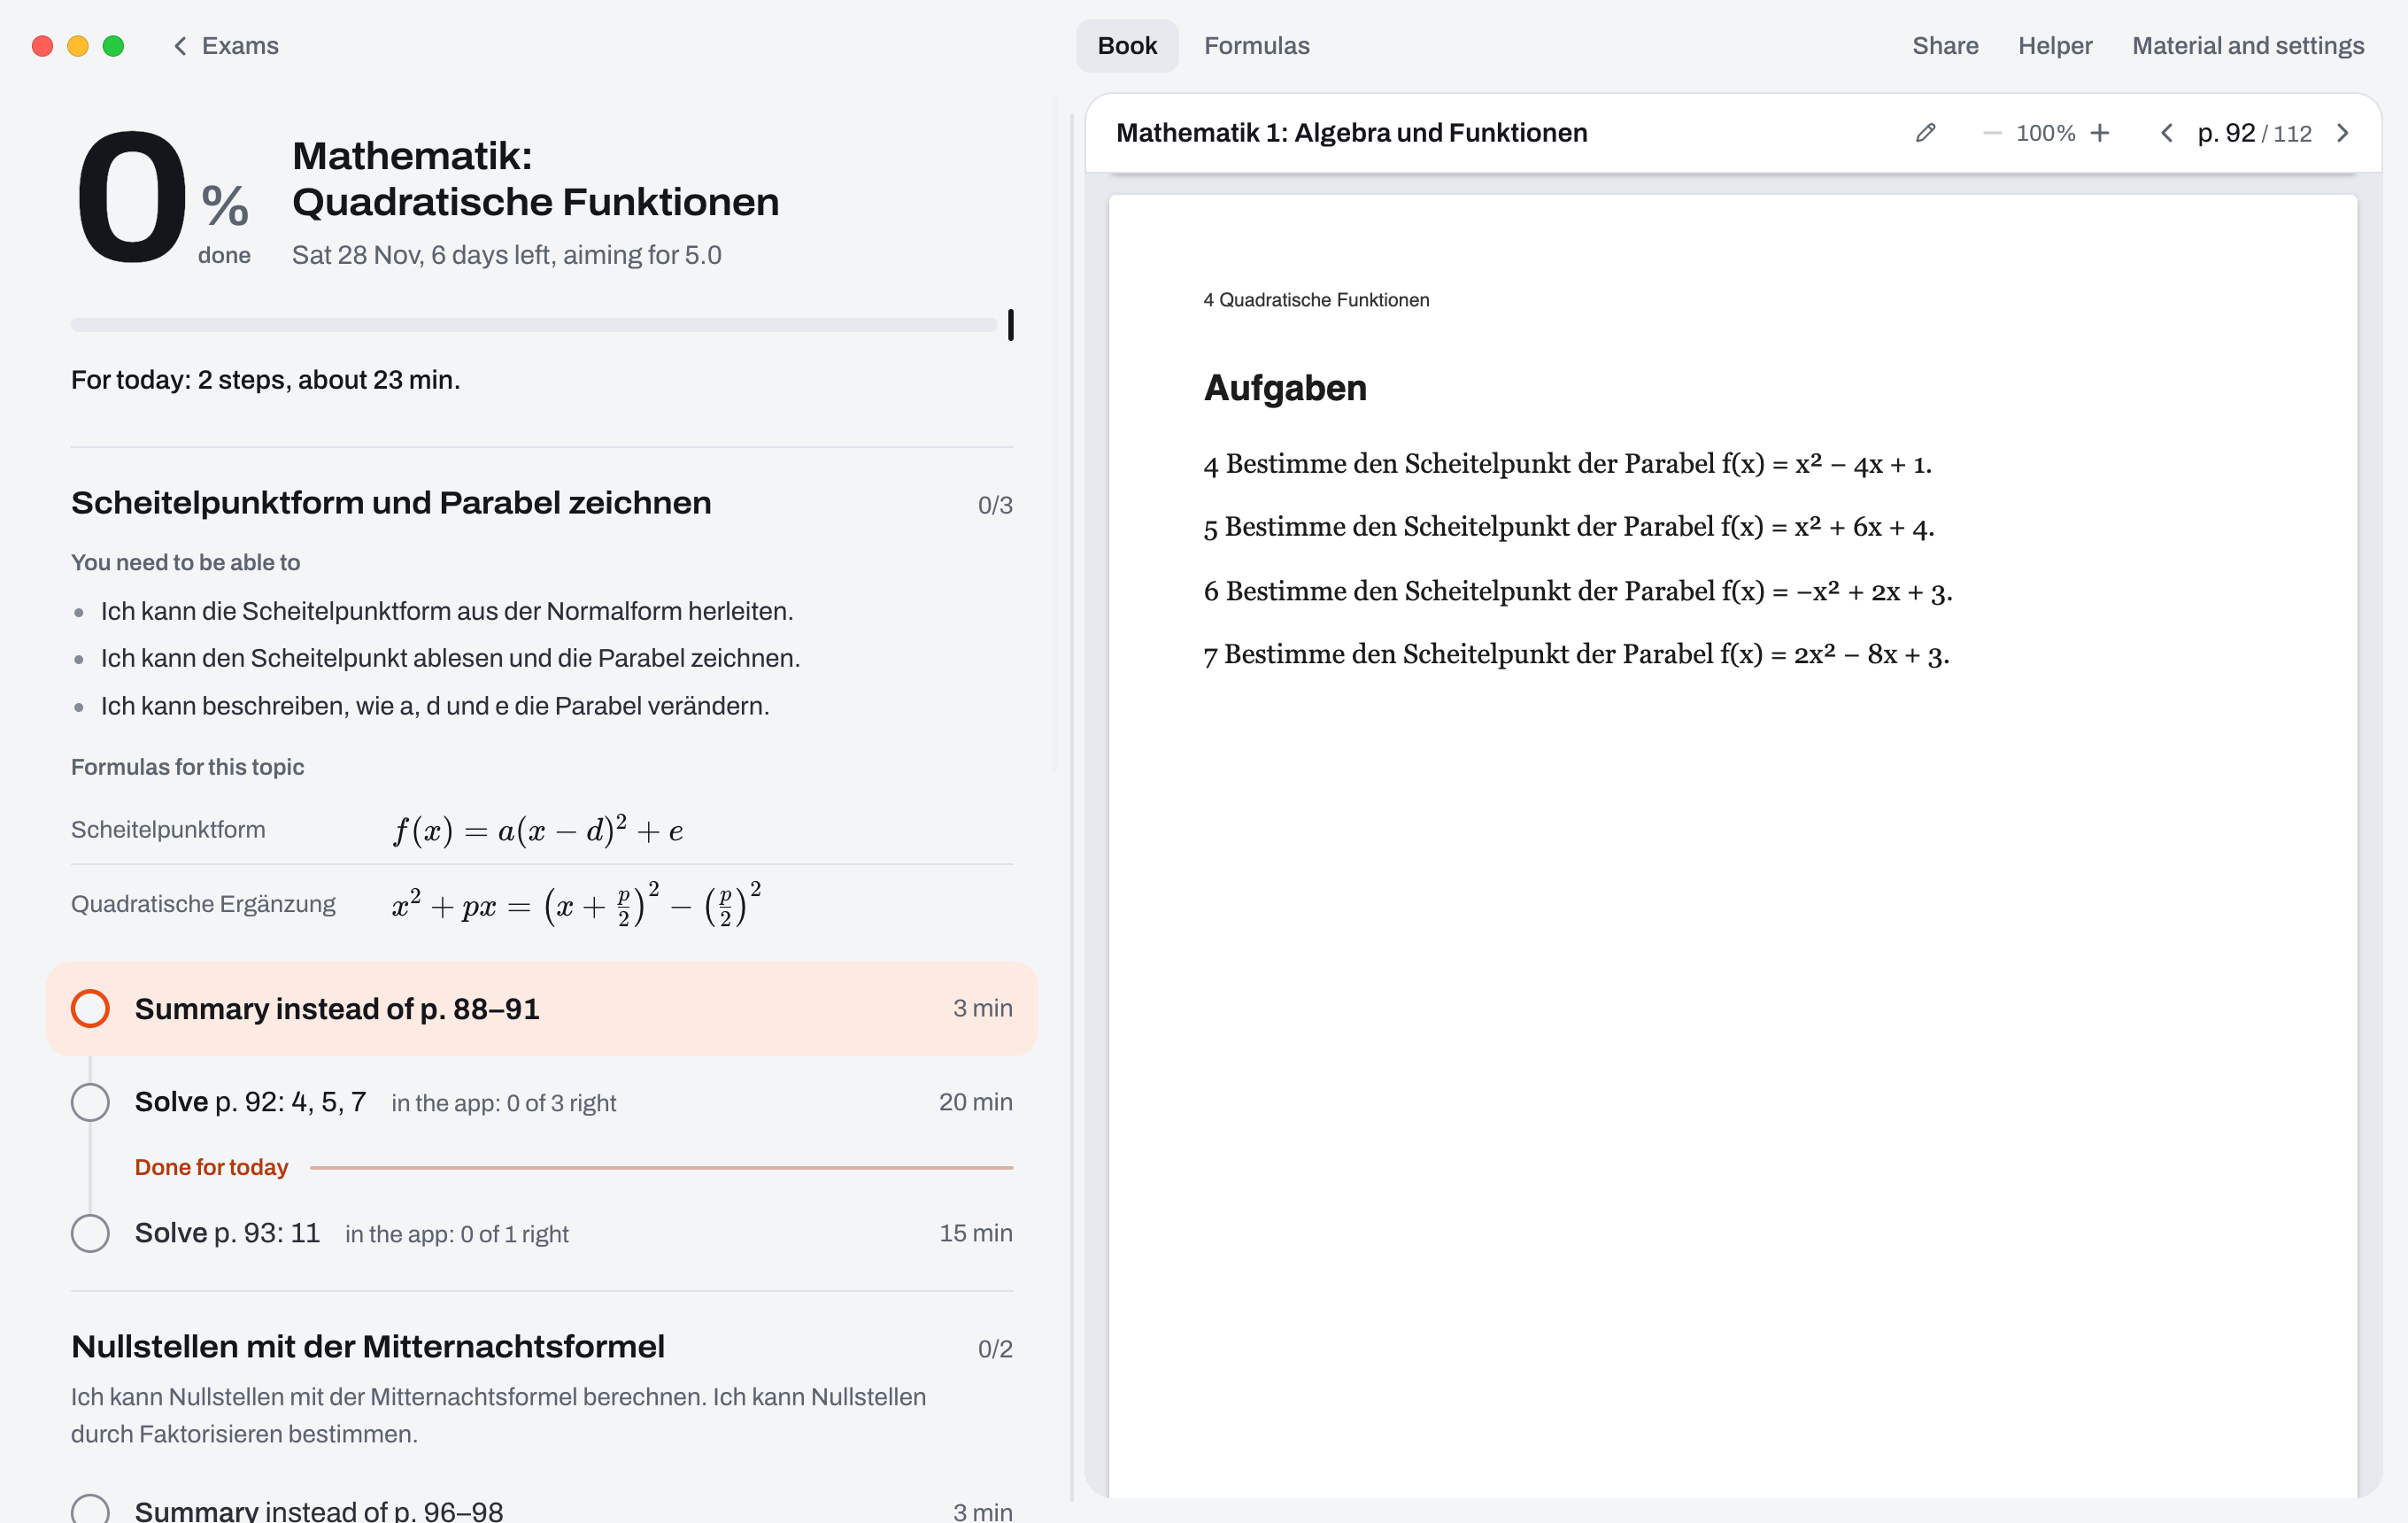 Exams
Book
Formulas
Share
Helper
Material and settings
0 % done
Mathematik:
Quadratische Funktionen
Sat 28 Nov, 6 days left, aiming for 5.0
For today: 2 steps, about 23 min.
Scheitelpunktform und Parabel zeichnen 0/3
You need to be able to
• Ich kann die Scheitelpunktform aus der Normalform herleiten.
• Ich kann den Scheitelpunkt ablesen und die Parabel zeichnen.
• Ich kann beschreiben, wie a, d und e die Parabel verändern.
Formulas for this topic
Scheitelpunktform f(x) = a(x − d)² + e
Quadratische Ergänzung x² + px = (x + p/2)² − (p/2)²
Summary instead of p. 88–91 3 min
Solve p. 92: 4, 5, 7 in the app: 0 of 3 right 20 min
Done for today
Solve p. 93: 11 in the app: 0 of 1 right 15 min
Nullstellen mit der Mitternachtsformel 0/2
Ich kann Nullstellen mit der Mitternachtsformel berechnen. Ich kann Nullstellen
durch Faktorisieren bestimmen.
Summary instead of p. 96–98 3 min
Mathematik 1: Algebra und Funktionen
100%
p. 92 / 112
4 Quadratische Funktionen
Aufgaben
4 Bestimme den Scheitelpunkt der Parabel f(x) = x² − 4x + 1.
5 Bestimme den Scheitelpunkt der Parabel f(x) = x² + 6x + 4.
6 Bestimme den Scheitelpunkt der Parabel f(x) = −x² + 2x + 3.
7 Bestimme den Scheitelpunkt der Parabel f(x) = 2x² − 8x + 3.